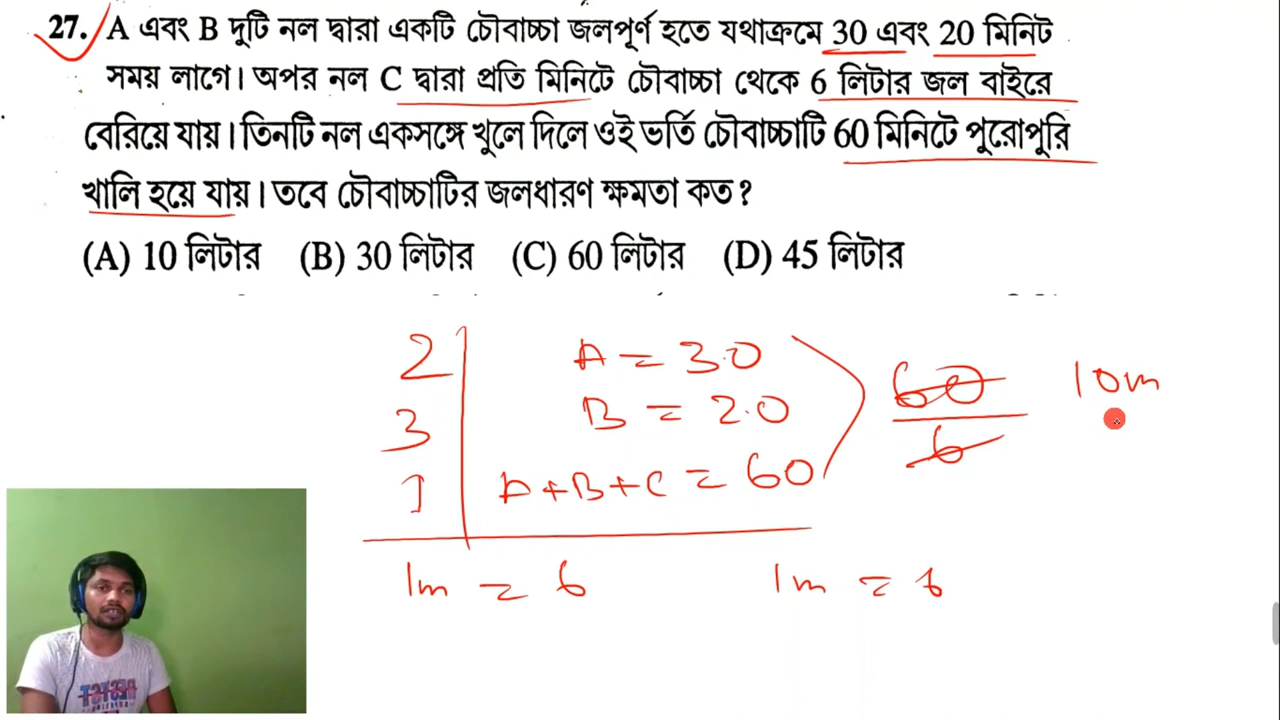 27. A এবং B দুটি নল দ্বারা একটি চৌবাচ্চা জলপূর্ণ হতে যথাক্রমে 30 এবং 20 মিনিট
সময় লাগে। অপর নল C দ্বারা প্রতি মিনিটে চৌবাচ্চা থেকে 6 লিটার জল বাইরে
বেরিয়ে যায়। তিনটি নল একসঙ্গে খুলে দিলে ওই ভর্তি চৌবাচ্চাটি 60 মিনিটে পুরোপুরি
খালি হয়ে যায়। তবে চৌবাচ্চাটির জলধারণ ক্ষমতা কত?
(A) 10 লিটার (B) 30 লিটার (C) 60 লিটার (D) 45 লিটার
2 A = 30
3 B = 20
1 A+B+C = 60
60
6
10m
1m = 6 1m = 6